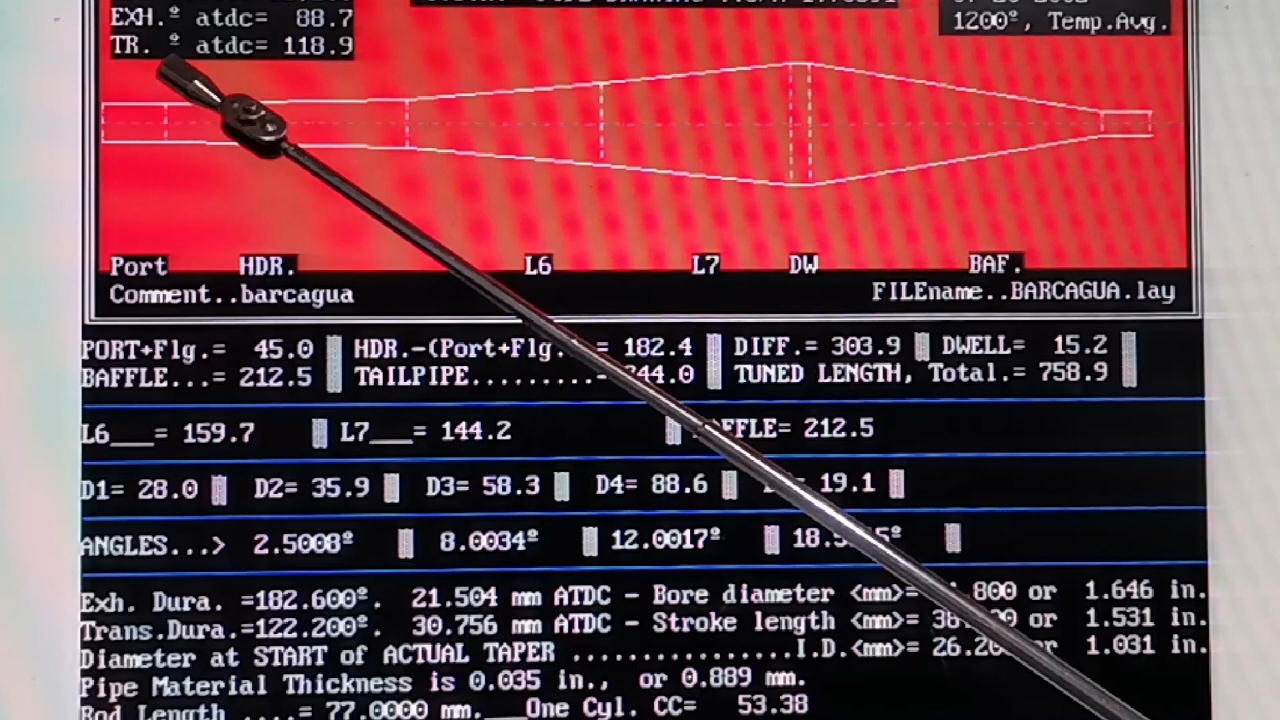 EXH.º atdc= 88.7
TR. º atdc= 118.9
1200º, Temp.Avg.
Port HDR. L6 L7 DW BAF.
Comment..barcagua FILEname..BARCAGUA.lay
PORT+Flg.= 45.0 HDR.-(Port+Flg. = 182.4 DIFF.= 303.9 DWELL= 15.2
BAFFLE...= 212.5 TAILPIPE.........- 44.0 TUNED LENGTH, Total.= 758.9
L6___= 159.7 L7___= 144.2 FFLE= 212.5
D1= 28.0 D2= 35.9 D3= 58.3 D4= 88.6 19.1
ANGLES...> 2.5008º 8.0034º 12.0017º
Exh. Dura. =182.600º. 21.504 mm ATDC - Bore diameter <mm>= .800 or 1.646 in.
Trans.Dura.=122.200º. 30.756 mm ATDC - Stroke length <mm>= or 1.531 in.
Diameter at START of ACTUAL TAPER ................I.D.<mm>= or 1.031 in.
Pipe Material Thickness is 0.035 in., or 0.889 mm.
Rod Length ....= 77.0000 mm.___One Cyl. CC= 53.38